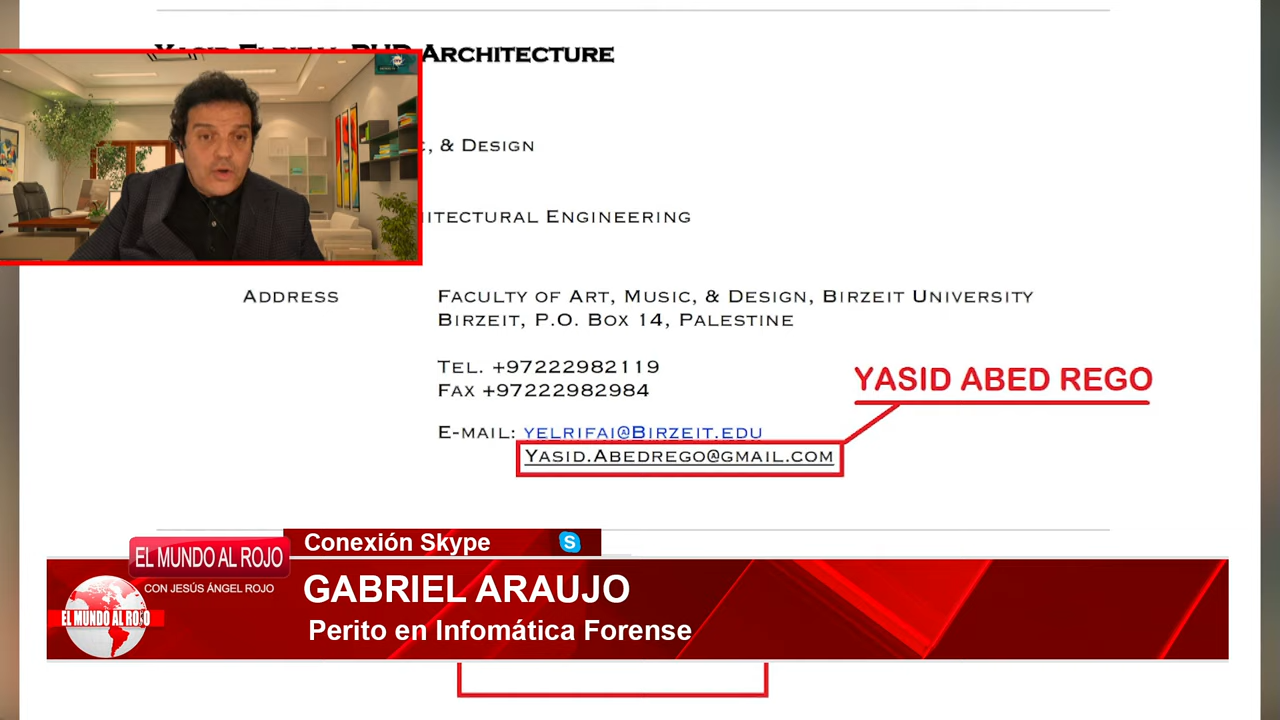 ARCHITECTURE
, & DESIGN
ITECTURAL ENGINEERING
ADDRESS
FACULTY OF ART, MUSIC, & DESIGN, BIRZEIT UNIVERSITY
BIRZEIT, P.O. BOX 14, PALESTINE
TEL. +97222982119
FAX +97222982984
YASID ABED REGO
E-MAIL: YELRIFAI@BIRZEIT.EDU
YASID.ABEDREGO@GMAIL.COM
Conexión Skype
EL MUNDO AL ROJO
CON JESÚS ÁNGEL ROJO
EL MUNDO AL ROJO
GABRIEL ARAUJO
Perito en Infomática Forense